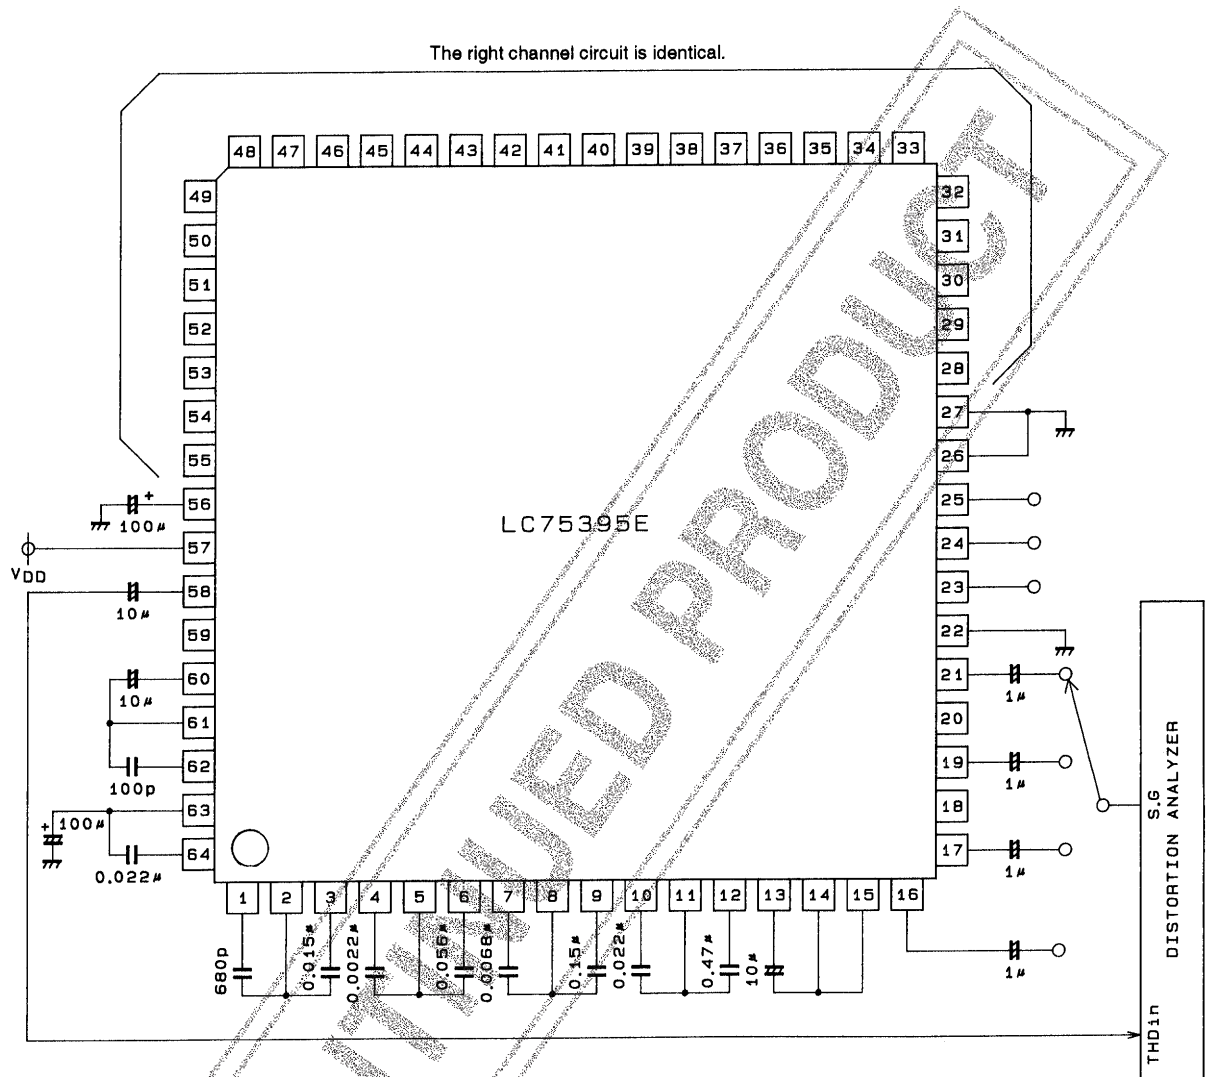 The right channel circuit is identical.
48 47 46 45 44 43 42 41 40 39 38 37 36 35 34 33
49 32
50 31
51 30
52 29
53 28
54 27
55 26
56 25
+
100μ
LC75395E
57 24
VDD
58 23
10μ
59 22
60 21
10μ 1μ
61 20
62 19
100p 1μ
63 18
+ 100μ
64 17
0.022μ 1μ
1 2 3 4 5 6 7 8 9 10 11 12 13 14 15 16
680p 0.015μ 0.0022μ 0.056μ 0.0068μ 0.15μ 0.022μ 0.47μ 10μ 1μ
S.G
DISTORTION ANALYZER
THDin
TINUED PRODUCT